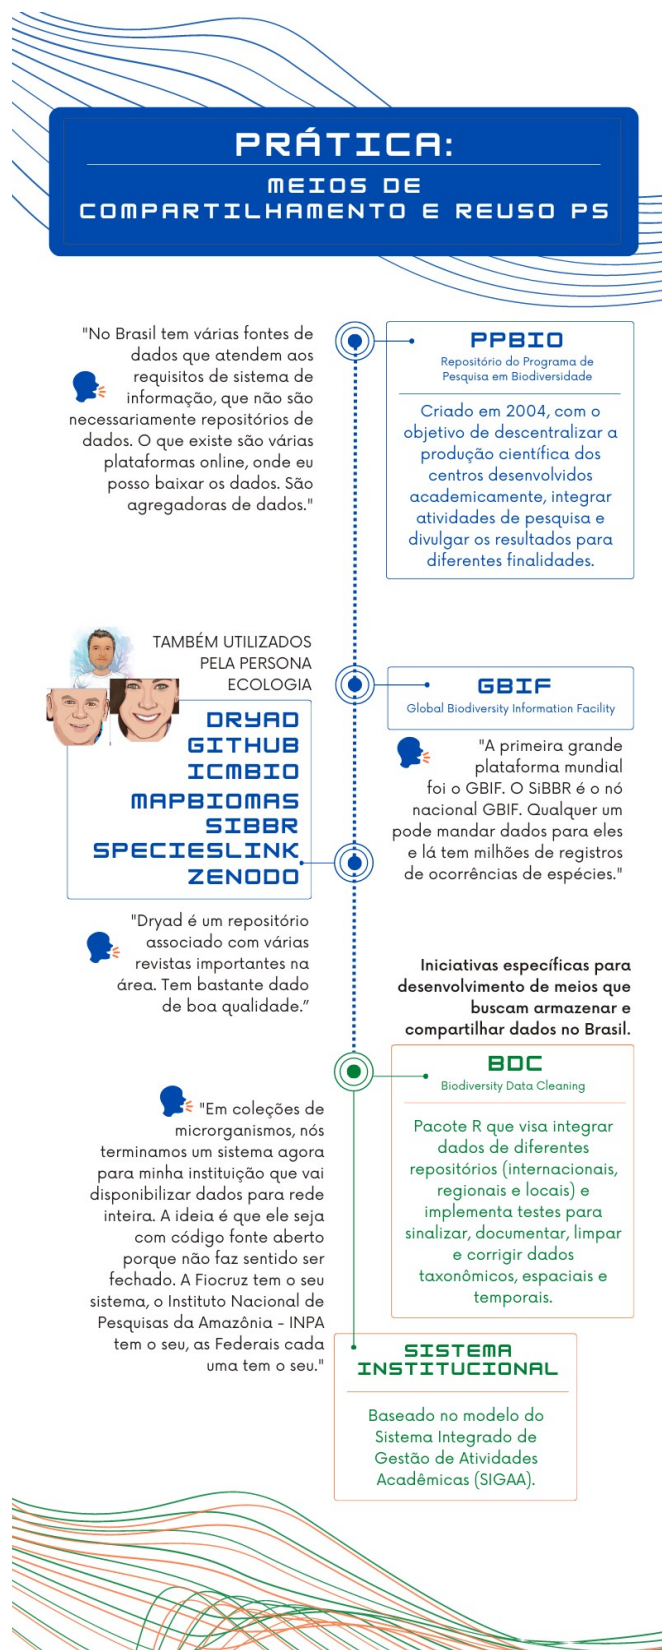 PRÁTICA:
MEIOS DE
COMPARTILHAMENTO E REUSO PS
"No Brasil tem várias fontes de
dados que atendem aos
requisitos de sistema de
informação, que não são
necessariamente repositórios de
dados. O que existe são várias
plataformas online, onde eu
posso baixar os dados. São
agregadoras de dados."
PPBIO
Repositório do Programa de
Pesquisa em Biodiversidade
Criado em 2004, com o
objetivo de descentralizar a
produção científica dos
centros desenvolvidos
academicamente, integrar
atividades de pesquisa e
divulgar os resultados para
diferentes finalidades.
TAMBÉM UTILIZADOS
PELA PERSONA
ECOLOGIA
DRYAD
GITHUB
ICMBIO
MAPBIOMAS
SIBBR
SPECIESLINK
ZENODO
GBIF
Global Biodiversity Information Facility
"A primeira grande
plataforma mundial
foi o GBIF. O SiBBR é o nó
nacional GBIF. Qualquer um
pode mandar dados para eles
e lá tem milhões de registros
de ocorrências de espécies."
"Dryad é um repositório
associado com várias
revistas importantes na
área. Tem bastante dado
de boa qualidade.”
Iniciativas específicas para
desenvolvimento de meios que
buscam armazenar e
compartilhar dados no Brasil.
BDC
Biodiversity Data Cleaning
Pacote R que visa integrar
dados de diferentes
repositórios (internacionais,
regionais e locais) e
implementa testes para
sinalizar, documentar, limpar
e corrigir dados
taxonômicos, espaciais e
temporais.
"Em coleções de
microrganismos, nós
terminamos um sistema agora
para minha instituição que vai
disponibilizar dados para rede
inteira. A ideia é que ele seja
com código fonte aberto
porque não faz sentido ser
fechado. A Fiocruz tem o seu
sistema, o Instituto Nacional de
Pesquisas da Amazônia - INPA
tem o seu, as Federais cada
uma tem o seu."
SISTEMA
INSTITUCIONAL
Baseado no modelo do
Sistema Integrado de
Gestão de Atividades
Acadêmicas (SIGAA).